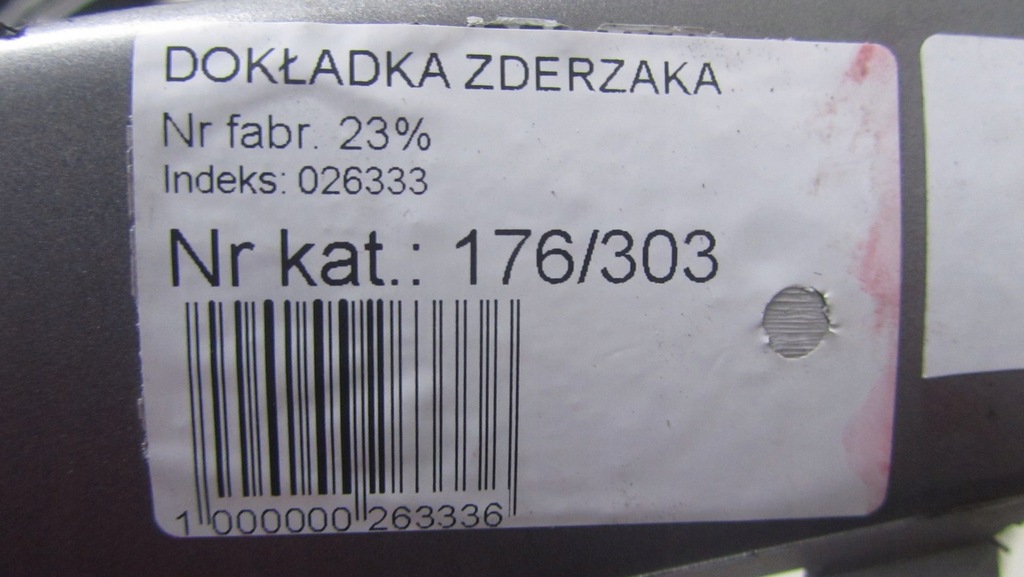 DOKŁADKA ZDERZAKA
Nr fabr. 23%
Indeks: 026333
Nr kat.: 176/303
1 000000 263336